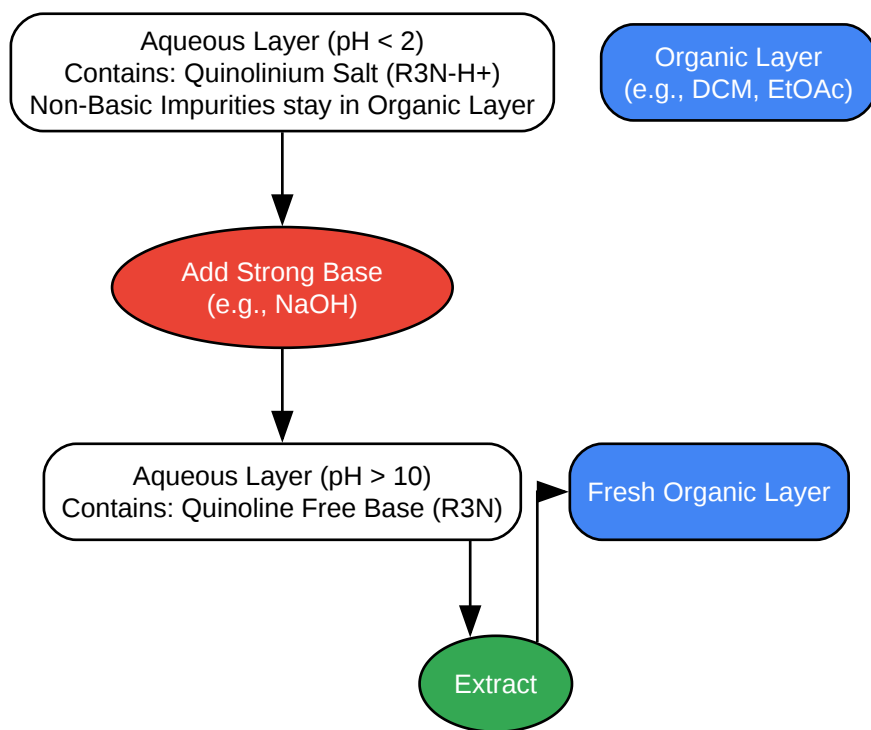 Aqueous Layer (pH < 2)
Contains: Quinolinium Salt (R3N-H+)
Non-Basic Impurities stay in Organic Layer
Organic Layer
(e.g., DCM, EtOAc)
Add Strong Base
(e.g., NaOH)
Aqueous Layer (pH > 10)
Contains: Quinoline Free Base (R3N)
Fresh Organic Layer
Extract